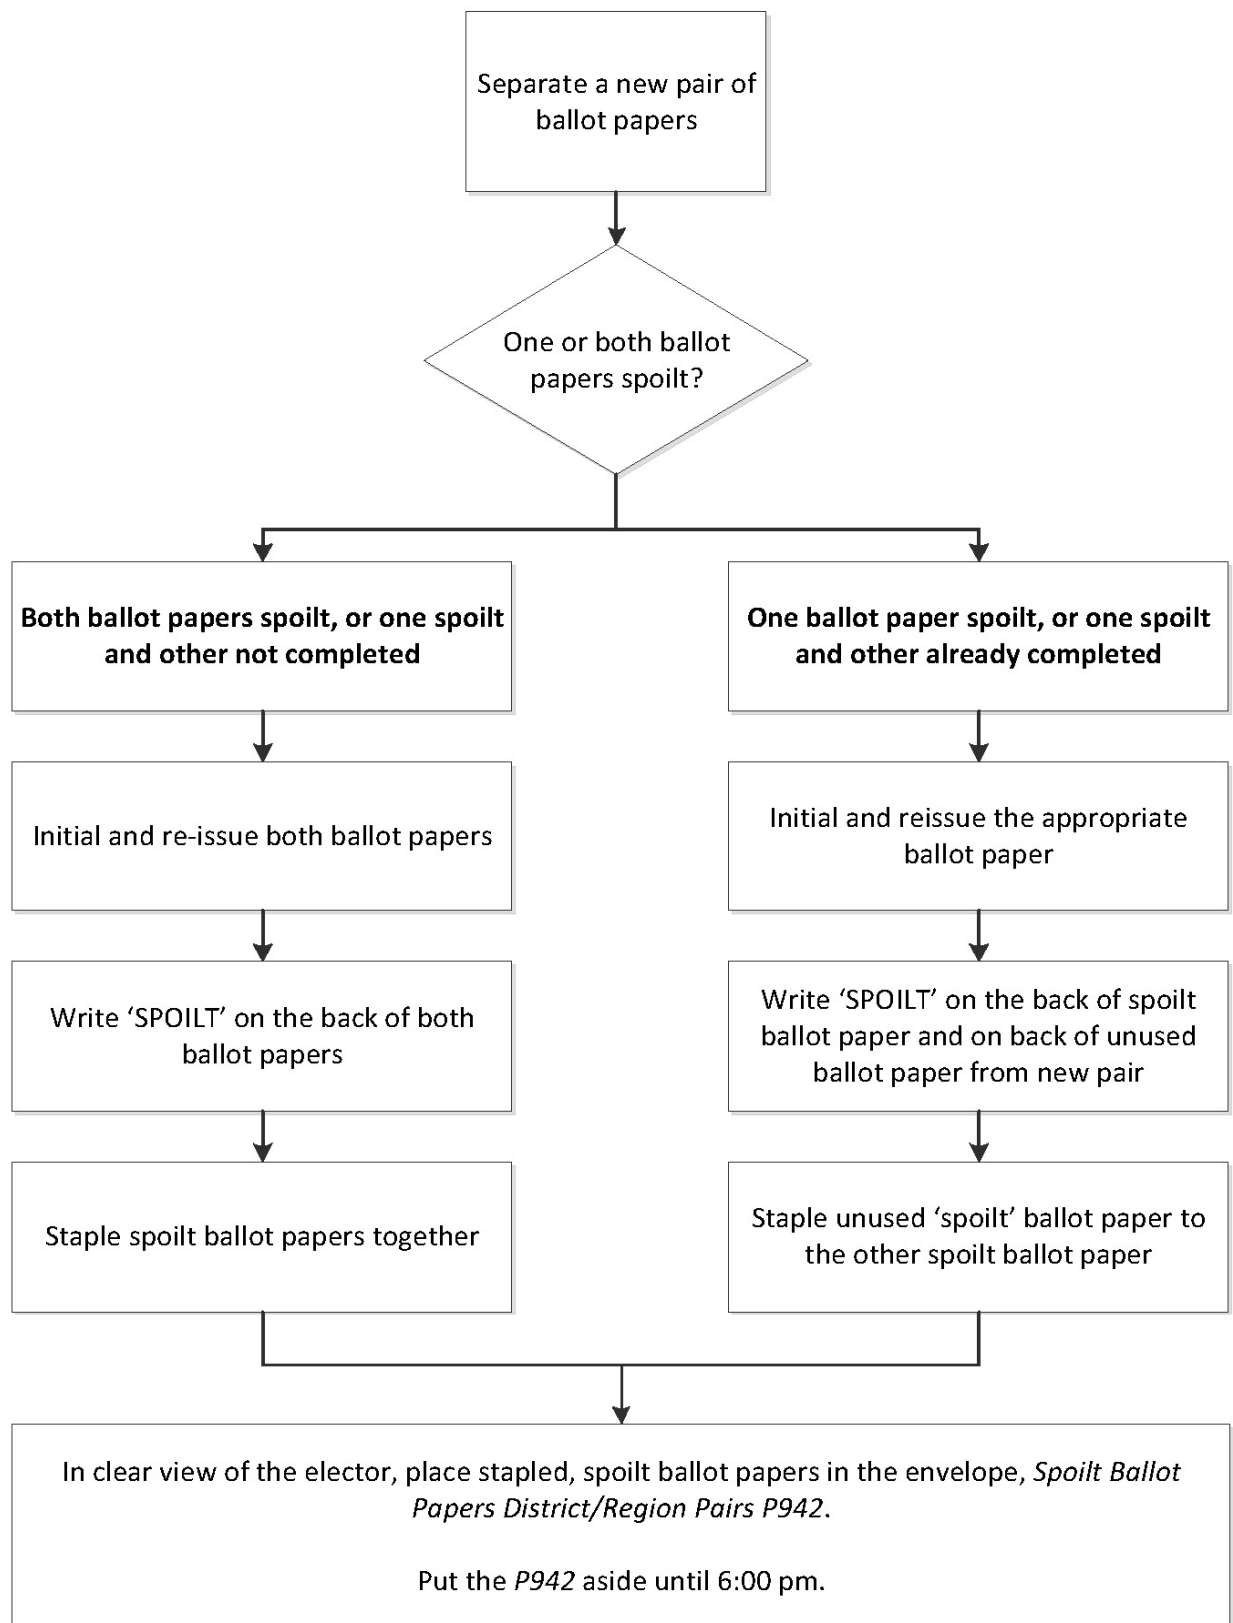 Separate a new pair of
ballot papers
One or both ballot
papers spoilt?
Both ballot papers spoilt, or one spoilt
and other not completed
Initial and re-issue both ballot papers
Write ‘SPOILT’ on the back of both
ballot papers
Staple spoilt ballot papers together
One ballot paper spoilt, or one spoilt
and other already completed
Initial and reissue the appropriate
ballot paper
Write ‘SPOILT’ on the back of spoilt
ballot paper and on back of unused
ballot paper from new pair
Staple unused ‘spoilt’ ballot paper to
the other spoilt ballot paper
In clear view of the elector, place stapled, spoilt ballot papers in the envelope, Spoilt Ballot
Papers District/Region Pairs P942.
Put the P942 aside until 6:00 pm.